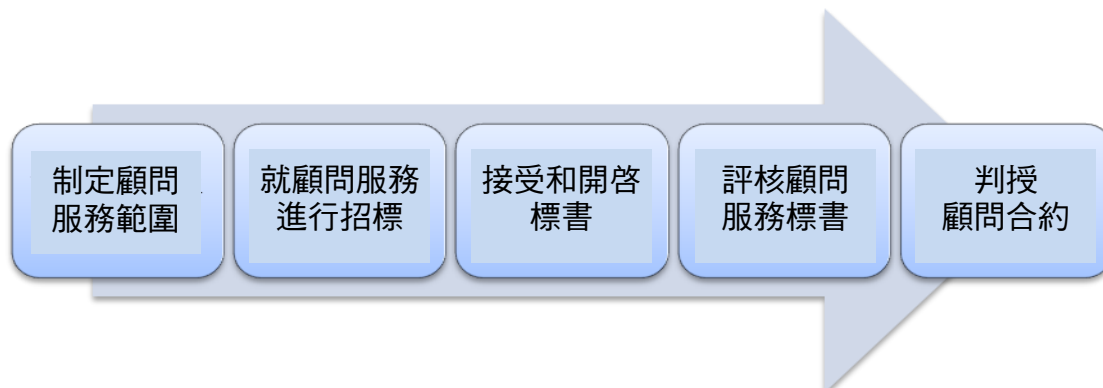 制定顧問
服務範圍
就顧問服務
進行招標
接受和開啓
標書
評核顧問
服務標書
判授
顧問合約